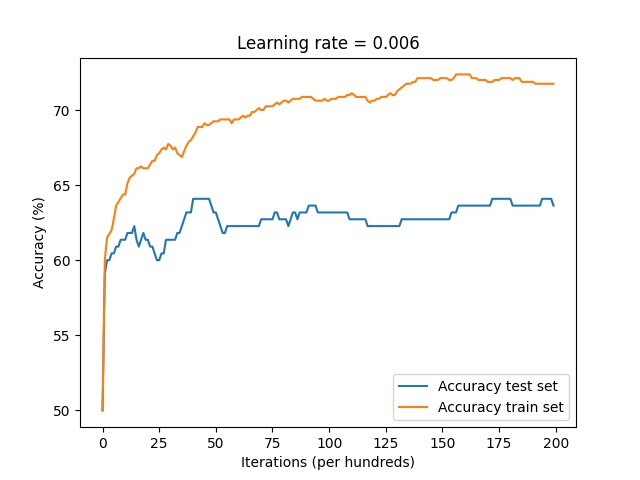 Learning rate = 0.006
Accuracy (%)
70
65
60
55
50
Accuracy test set
Accuracy train set
0 25 50 75 100 125 150 175 200
Iterations (per hundreds)